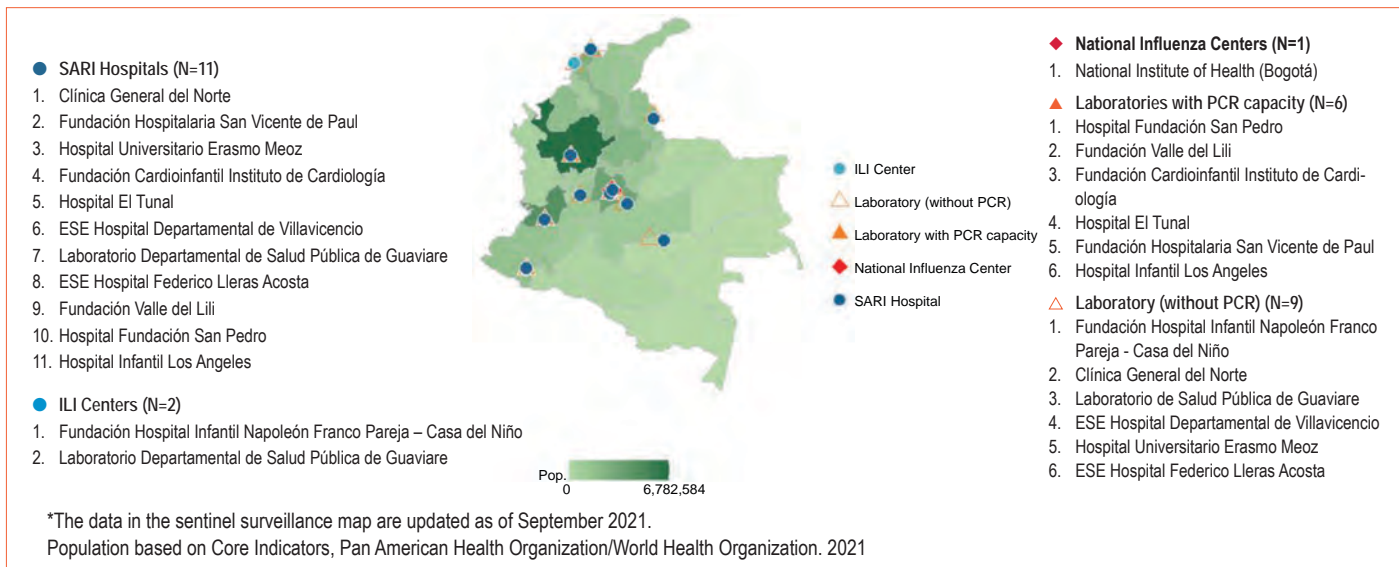 SARI Hospitals (N=11)
1. Clínica General del Norte
2. Fundación Hospitalaria San Vicente de Paul
3. Hospital Universitario Erasmo Meoz
4. Fundación Cardioinfantil Instituto de Cardiología
5. Hospital El Tunal
6. ESE Hospital Departamental de Villavicencio
7. Laboratorio Departamental de Salud Pública de Guaviare
8. ESE Hospital Federico Lleras Acosta
9. Fundación Valle del Lili
10. Hospital Fundación San Pedro
11. Hospital Infantil Los Angeles
ILI Centers (N=2)
1. Fundación Hospital Infantil Napoleón Franco Pareja – Casa del Niño
2. Laboratorio Departamental de Salud Pública de Guaviare
ILI Center
Laboratory (without PCR)
Laboratory with PCR capacity
National Influenza Center
SARI Hospital
Pop.
0 6,782,584
National Influenza Centers (N=1)
1. National Institute of Health (Bogotá)
Laboratories with PCR capacity (N=6)
1. Hospital Fundación San Pedro
2. Fundación Valle del Lili
3. Fundación Cardioinfantil Instituto de Cardi-
ología
4. Hospital El Tunal
5. Fundación Hospitalaria San Vicente de Paul
6. Hospital Infantil Los Angeles
Laboratory (without PCR) (N=9)
1. Fundación Hospital Infantil Napoleón Franco
Pareja - Casa del Niño
2. Clínica General del Norte
3. Laboratorio de Salud Pública de Guaviare
4. ESE Hospital Departamental de Villavicencio
5. Hospital Universitario Erasmo Meoz
6. ESE Hospital Federico Lleras Acosta
*The data in the sentinel surveillance map are updated as of September 2021.
Population based on Core Indicators, Pan American Health Organization/World Health Organization. 2021